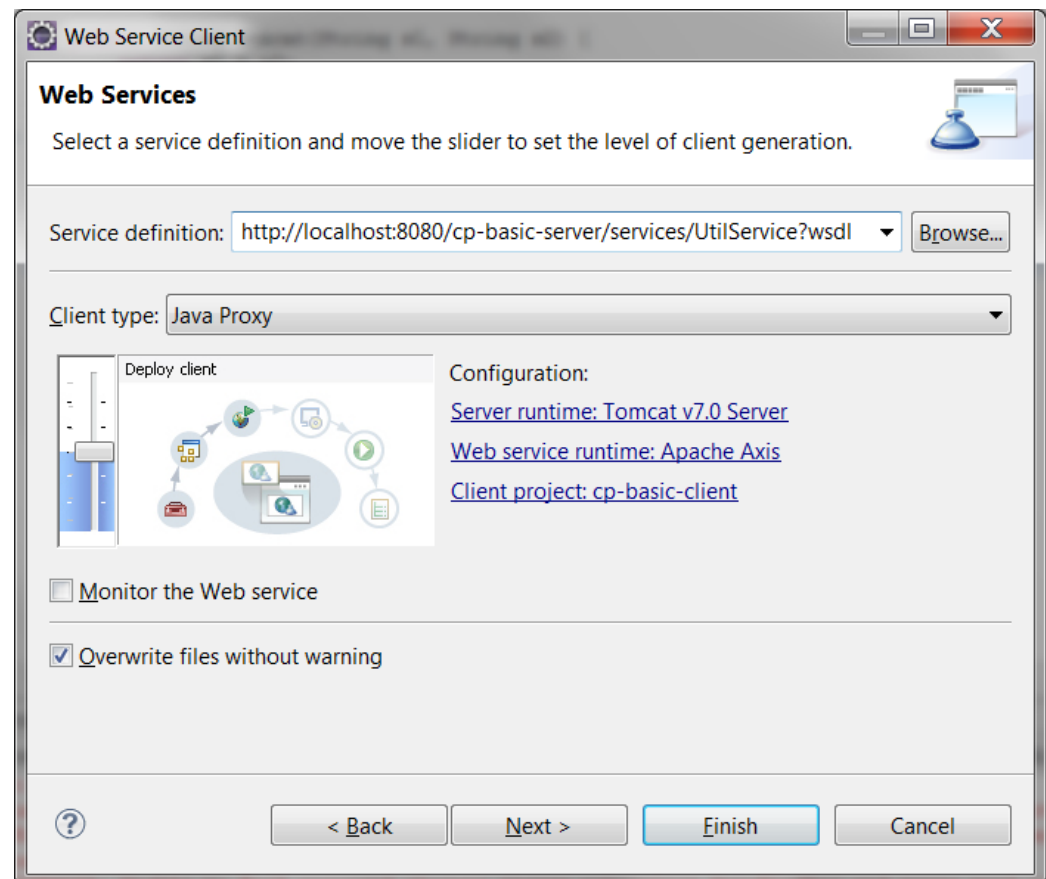 Web Service Client
Web Services
Select a service definition and move the slider to set the level of client generation.
Service definition: http://localhost:8080/cp-basic-server/services/UtilService?wsdl Browse...
Client type: Java Proxy
Deploy client
Configuration:
Server runtime: Tomcat v7.0 Server
Web service runtime: Apache Axis
Client project: cp-basic-client
Monitor the Web service
Overwrite files without warning
? < Back Next > Finish Cancel